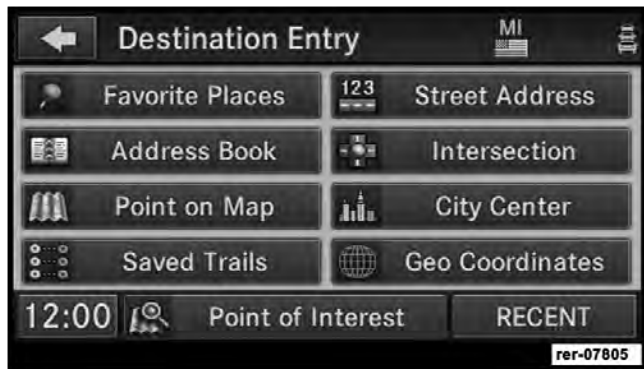 Destination Entry
MI
Favorite Places
123
Street Address
Address Book
Intersection
Point on Map
City Center
Saved Trails
Geo Coordinates
12:00
Point of Interest
RECENT
rer-07805